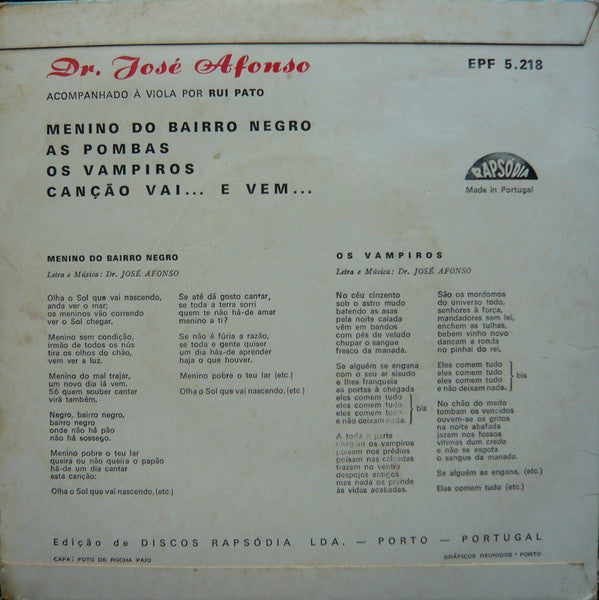 Dr. José Afonso
EPF 5.218
ACOMPANHADO À VIOLA POR RUI PATO
MENINO DO BAIRRO NEGRO
AS POMBAS
OS VAMPIROS
CANÇÃO VAI... E VEM...
RAPSÓDIA
Made in Portugal
MENINO DO BAIRRO NEGRO
Letra e Música: Dr. JOSÉ AFONSO
Olha o Sol que vai nascendo,
anda ver o mar;
os meninos vão correndo
ver o Sol chegar.
Menino sem condição,
irmão de todos os nús
tira os olhos do chão,
vem ver a luz.
Menino do mal trajar,
um novo dia lá vem.
Só quem souber cantar
virá também.
Negro, bairro negro,
bairro negro
onde não há pão
não há sossego.
Menino pobre o teu lar
queira ou não queira o papão
há-de um dia cantar
esta canção:
Olha o Sol que vai nascendo, (etc.)
Se até dá gosto cantar,
se toda a terra sorri
quem te não há-de amar
menino a ti?
Se não é fúria a razão,
se toda e gente quiser
um dia hás-de aprender
haja o que houver.
Menino pobre o teu lar (etc.)
Olha o Sol que vai nascendo, (etc.)
OS VAMPIROS
Letra e Música: Dr. JOSÉ AFONSO
No céu cinzento
sob o astro mudo
batendo as asas
pela noite calada
vêm em bandos
com pés de veludo
chupar o sangue
fresco da manada.
Se alguém se engana
com o seu ar sisudo
e lhes franqueia
as portas à chegada
eles comem tudo
eles comem tudo
eles comem tudo
e não deixam nada.
bis
A toda a parte
chegam os vampiros
poisam nos prédios
poisam nas calçadas
trazem no ventre
despojos antigos
mas nada os prende
às vidas acabadas.
São os mordomos
do universo todo,
senhores à força,
mandadores sem lei,
enchem as tulhas,
bebem vinho novo
dançam a ronda
no pinhal do rei.
Eles comem tudo
eles comem tudo
eles comem tudo
e não deixam nada.
bis
No chão do medo
tombam os vencidos
ouvem-se os gritos
na noite abafada
jazem nos fossos
vítimas dum credo
e não se esgota
o sangue da manada.
Se alguém se engana, (etc.)
Eles comem tudo (etc.)
Edição de DISCOS RAPSÓDIA LDA. — PORTO — PORTUGAL
CAPA: FOTO DE ROCHA PAIO
GRÁFICOS REUNIDOS • PORTO